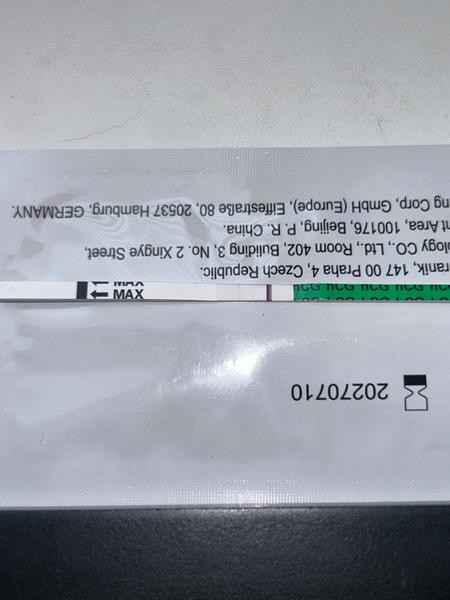 20270710
MAX
hCG hCG hCG hCG
ranik, 147 00 Praha 4, Czech Republic.
ology CO., Ltd., Room 402, Building 3, No. 2 Xingye Street,
nt Area, 100176, Beijing, P. R. China.
ng Corp, GmbH (Europe), Eiffestraße 80, 20537 Hamburg, GERMANY.